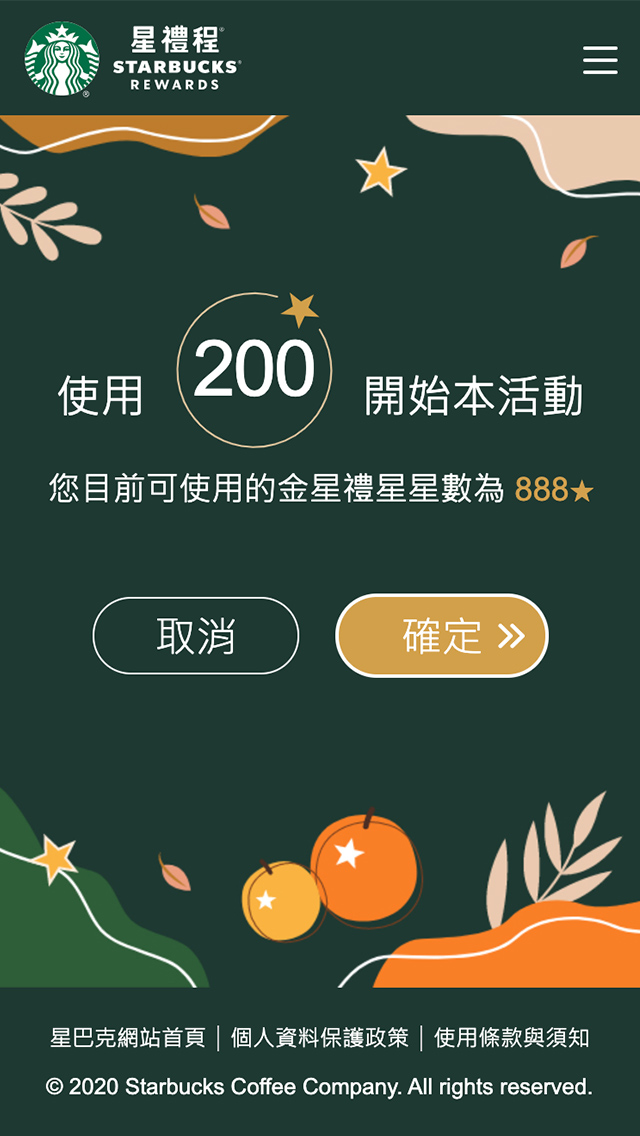 星禮程®
STARBUCKS®
REWARDS
使用 200 開始本活動
您目前可使用的金星禮星星數為 888★
取消
確定 »
星巴克網站首頁 | 個人資料保護政策 | 使用條款與須知
© 2020 Starbucks Coffee Company. All rights reserved.